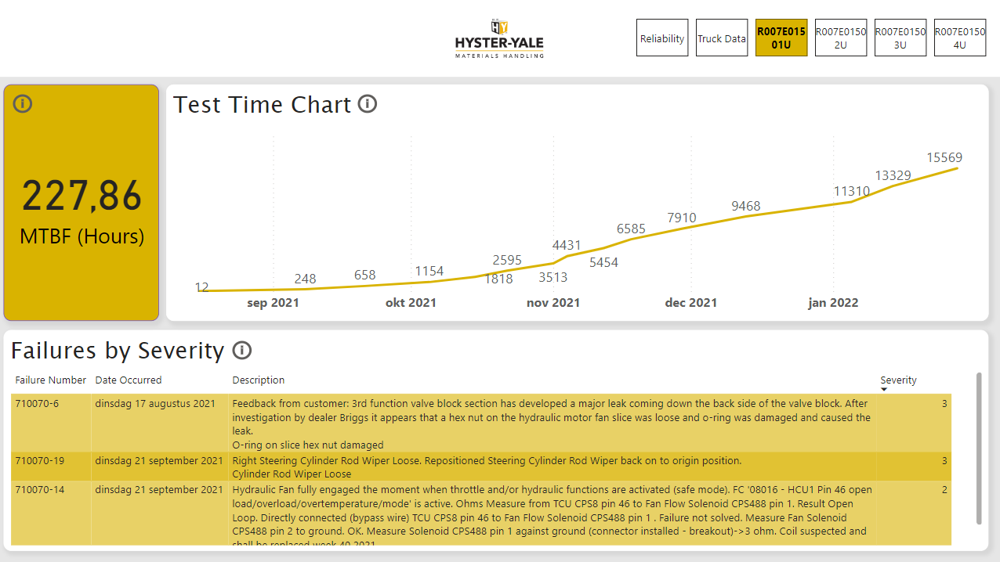 HY
HYSTER-YALE
MATERIALS HANDLING
Reliability
Truck Data
R007E015
01U
R007E0150
2U
R007E0150
3U
R007E0150
4U
227,86
MTBF (Hours)
Test Time Chart
12
248
658
1154
1818
2595
3513
4431
5454
6585
7910
9468
11310
13329
15569
sep 2021
okt 2021
nov 2021
dec 2021
jan 2022
Failures by Severity
Failure Number Date Occurred Description Severity
710070-6 dinsdag 17 augustus 2021 Feedback from customer: 3rd function valve block section has developed a major leak coming down the back side of the valve block. After 3
investigation by dealer Briggs it appears that a hex nut on the hydraulic motor fan slice was loose and o-ring was damaged and caused the
leak.
O-ring on slice hex nut damaged
710070-19 dinsdag 21 september 2021 Right Steering Cylinder Rod Wiper Loose. Repositioned Steering Cylinder Rod Wiper back on to origin position. 3
Cylinder Rod Wiper Loose
710070-14 dinsdag 21 september 2021 Hydraulic Fan fully engaged the moment when throttle and/or hydraulic functions are activated (safe mode). FC '08016 - HCU1 Pin 46 open 2
load/overload/overtemperature/mode' is active. Ohms Measure from TCU CPS8 pin 46 to Fan Flow Solenoid CPS488 pin 1. Result Open
Loop. Directly connected (bypass wire) TCU CPS8 pin 46 to Fan Flow Solenoid CPS488 pin 1 . Failure not solved. Measure Fan Solenoid
CPS488 pin 2 to ground. OK. Measure Solenoid CPS488 pin 1 against ground (connector installed - breakout)->3 ohm. Coil suspected and
shall be replaced week 40 2021